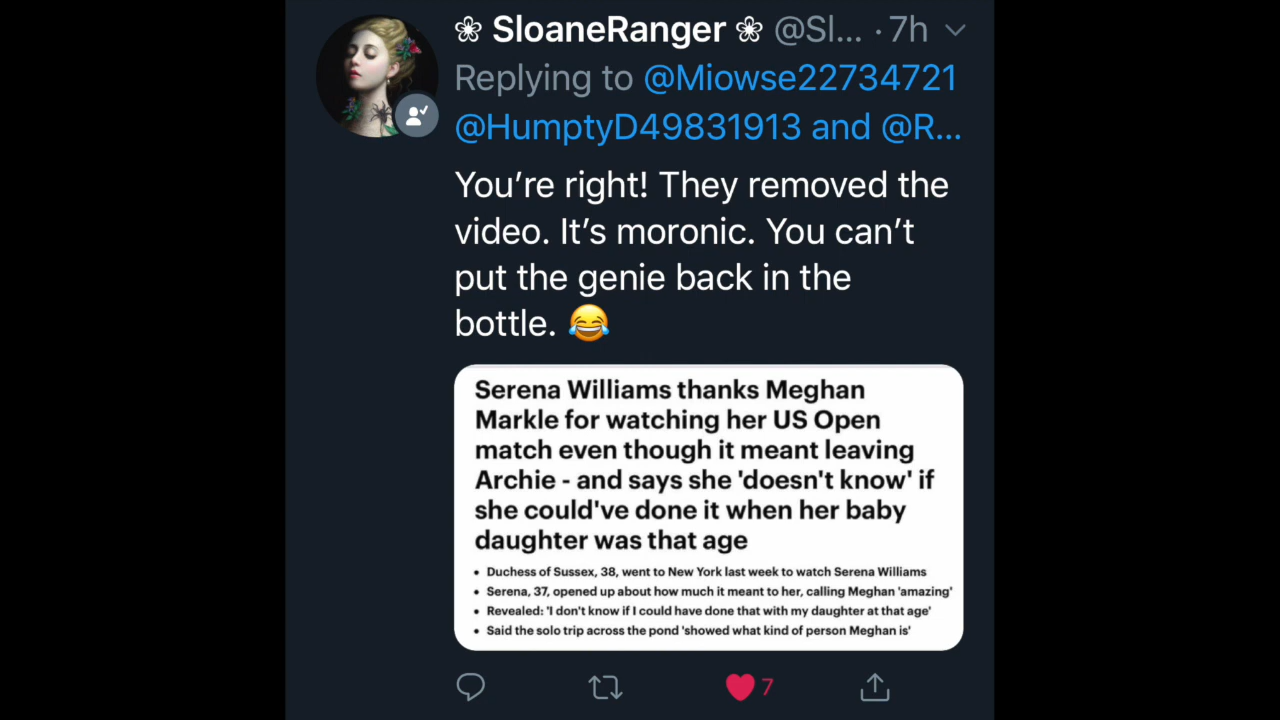 ❀ SloaneRanger ❀ @Sl... · 7h
Replying to @Miowse22734721
@HumptyD49831913 and @R...
You’re right! They removed the
video. It’s moronic. You can’t
put the genie back in the
bottle. 😂
Serena Williams thanks Meghan
Markle for watching her US Open
match even though it meant leaving
Archie - and says she 'doesn't know' if
she could've done it when her baby
daughter was that age
• Duchess of Sussex, 38, went to New York last week to watch Serena Williams
• Serena, 37, opened up about how much it meant to her, calling Meghan 'amazing'
• Revealed: 'I don't know if I could have done that with my daughter at that age'
• Said the solo trip across the pond 'showed what kind of person Meghan is'
7